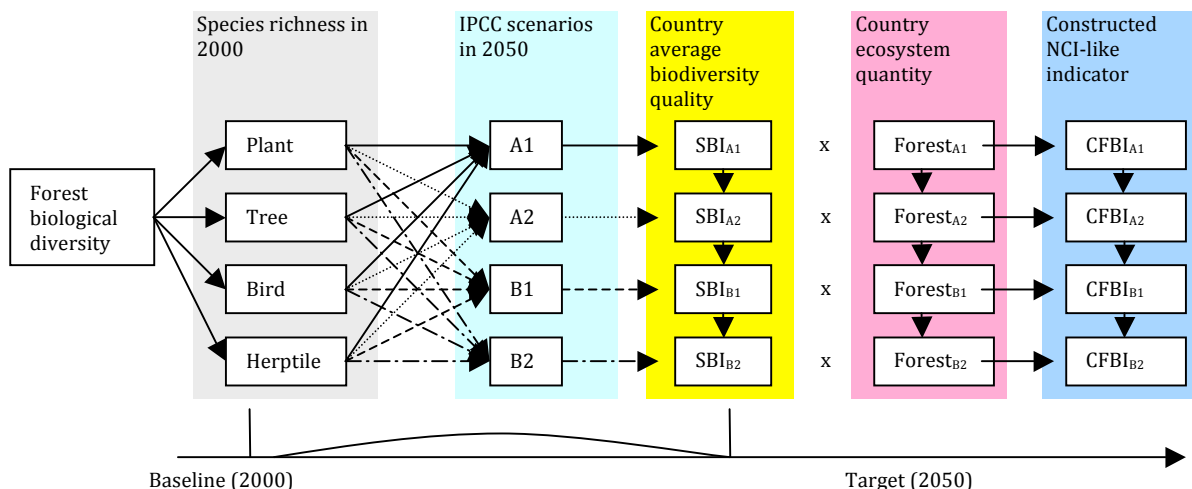 Species richness in
2000
IPCC scenarios
in 2050
Country
average
biodiversity
quality
Country
ecosystem
quantity
Constructed
NCI-like
indicator
Forest
biological
diversity
Plant
A1
SBIA1
x
ForestA1
CFBIA1
Tree
A2
SBIA2
x
ForestA2
CFBIA2
Bird
B1
SBIB1
x
ForestB1
CFBIB1
Herptile
B2
SBIB2
x
ForestB2
CFBIB2
Baseline (2000)
Target (2050)